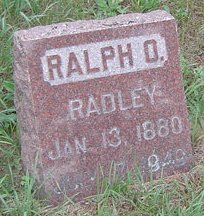 RALPH O.
RADLEY
JAN 13, 1880